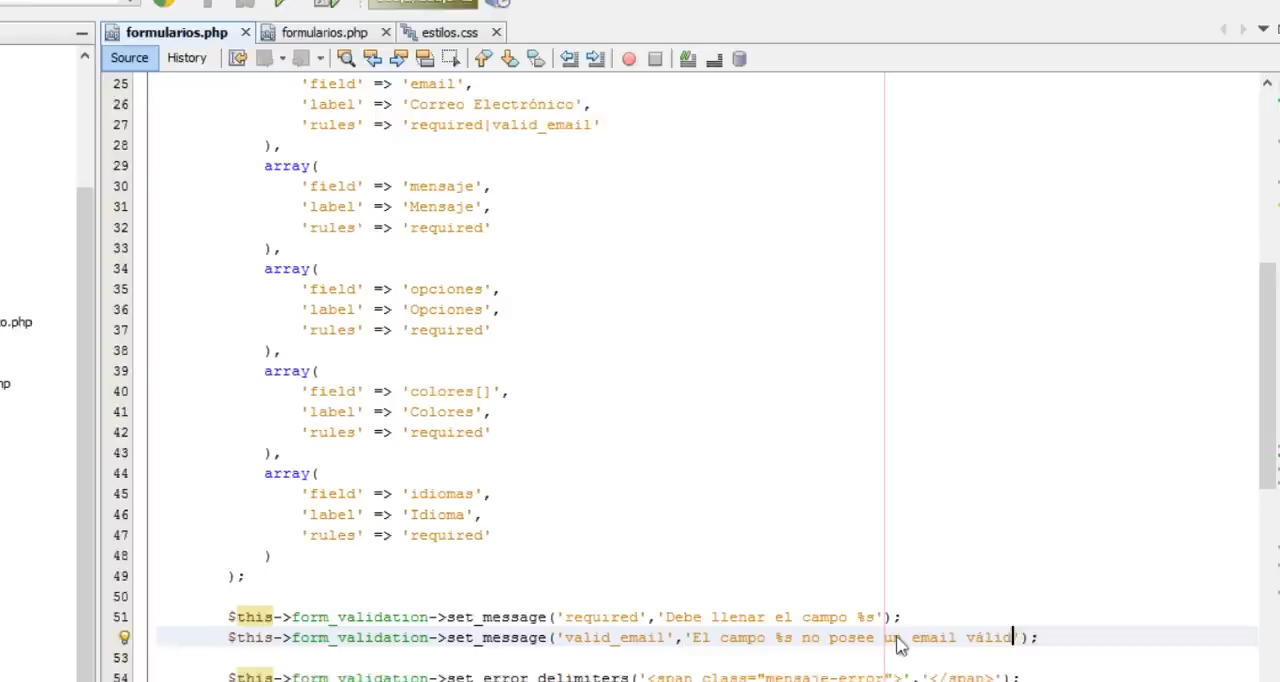 formularios.php formularios.php estilos.css
Source History
25 'field' => 'email',
26 'label' => 'Correo Electrónico',
27 'rules' => 'required|valid_email'
28 ),
29 array(
30 'field' => 'mensaje',
31 'label' => 'Mensaje',
32 'rules' => 'required'
33 ),
34 array(
35 'field' => 'opciones',
36 'label' => 'Opciones',
37 'rules' => 'required'
38 ),
39 array(
40 'field' => 'colores[]',
41 'label' => 'Colores',
42 'rules' => 'required'
43 ),
44 array(
45 'field' => 'idiomas',
46 'label' => 'Idioma',
47 'rules' => 'required'
48 )
49 );
50
51 $this->form_validation->set_message('required','Debe llenar el campo %s');
$this->form_validation->set_message('valid_email','El campo %s no posee un email válid');
53
54 $this->form_validation->set_error_delimiters('<span class="mensaje-error">','</span>');
o.php